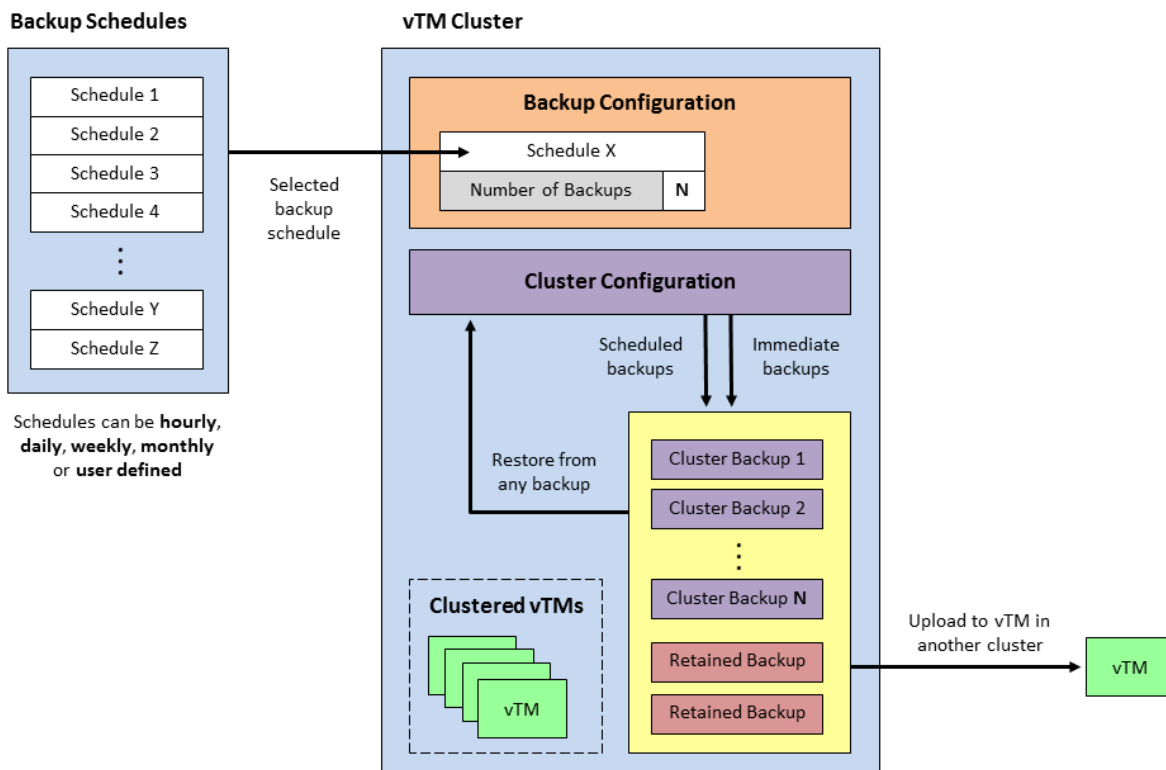 Backup Schedules
Schedule 1
Schedule 2
Schedule 3
Schedule 4
Schedule Y
Schedule Z
Schedules can be hourly,
daily, weekly, monthly
or user defined
Selected
backup
schedule
vTM Cluster
Backup Configuration
Schedule X
Number of Backups N
Cluster Configuration
Scheduled
backups
Immediate
backups
Restore from
any backup
Cluster Backup 1
Cluster Backup 2
Cluster Backup N
Retained Backup
Retained Backup
Clustered vTMs
vTM
Upload to vTM in
another cluster
vTM